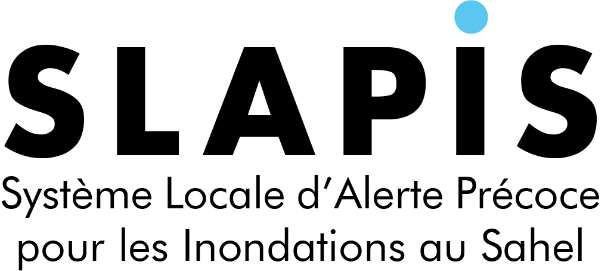 SLAPiS
Système Locale d'Alerte Précoce
pour les Inondations au Sahel